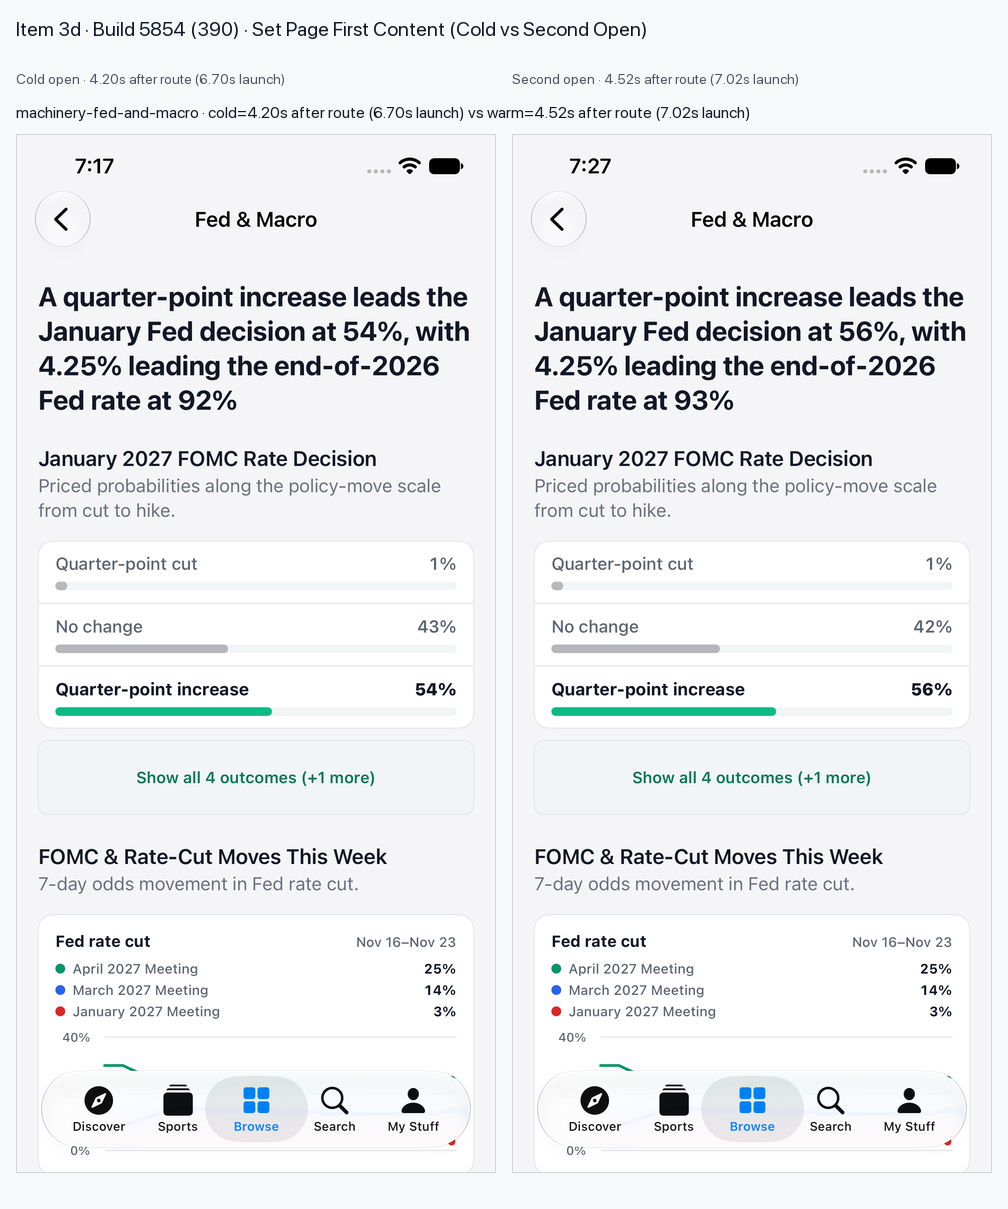 Item 3d · Build 5854 (390) · Set Page First Content (Cold vs Second Open)
Cold open · 4.20s after route (6.70s launch)
Second open · 4.52s after route (7.02s launch)
machinery-fed-and-macro · cold=4.20s after route (6.70s launch) vs warm=4.52s after route (7.02s launch)
7:17
Fed & Macro
A quarter-point increase leads the
January Fed decision at 54%, with
4.25% leading the end-of-2026
Fed rate at 92%
January 2027 FOMC Rate Decision
Priced probabilities along the policy-move scale
from cut to hike.
Quarter-point cut 1%
No change 43%
Quarter-point increase 54%
Show all 4 outcomes (+1 more)
FOMC & Rate-Cut Moves This Week
7-day odds movement in Fed rate cut.
Fed rate cut Nov 16–Nov 23
April 2027 Meeting 25%
March 2027 Meeting 14%
January 2027 Meeting 3%
40%
Discover Sports Browse Search My Stuff
0%
7:27
Fed & Macro
A quarter-point increase leads the
January Fed decision at 56%, with
4.25% leading the end-of-2026
Fed rate at 93%
January 2027 FOMC Rate Decision
Priced probabilities along the policy-move scale
from cut to hike.
Quarter-point cut 1%
No change 42%
Quarter-point increase 56%
Show all 4 outcomes (+1 more)
FOMC & Rate-Cut Moves This Week
7-day odds movement in Fed rate cut.
Fed rate cut Nov 16–Nov 23
April 2027 Meeting 25%
March 2027 Meeting 14%
January 2027 Meeting 3%
40%
Discover Sports Browse Search My Stuff
0%